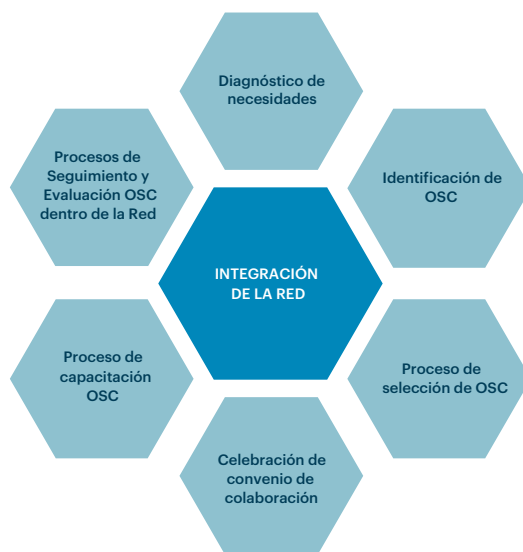 Diagnóstico de
necesidades
Identificación de
OSC
Proceso de
selección de OSC
Celebración de
convenio de
colaboración
Proceso de
capacitación
OSC
Procesos de
Seguimiento y
Evaluación OSC
dentro de la Red
INTEGRACIÓN
DE LA RED